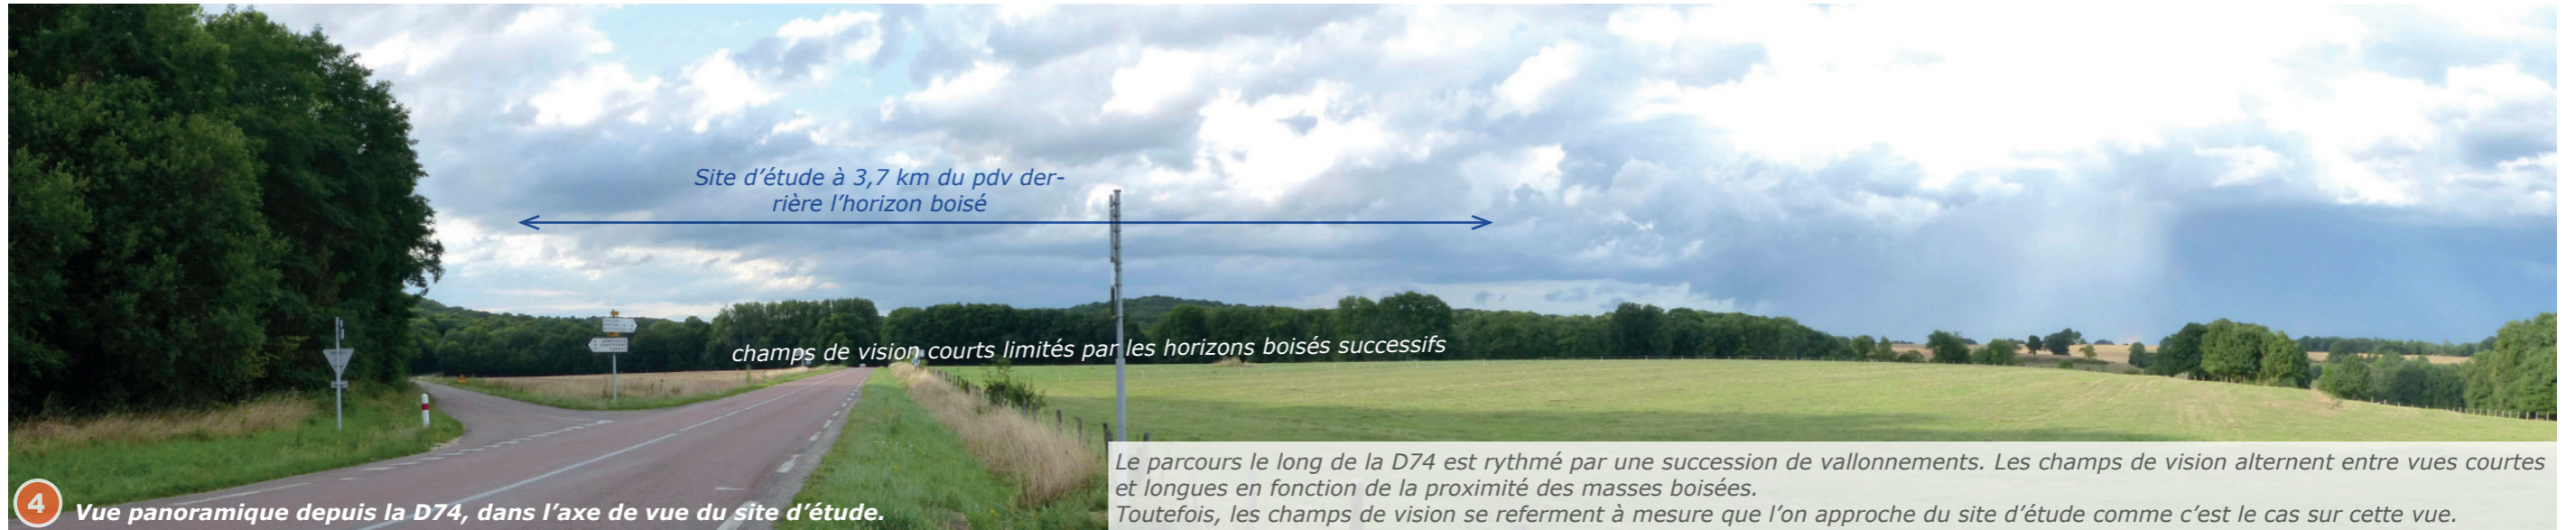 Site d'étude à 3,7 km du pdv der-
rière l'horizon boisé
champs de vision courts limités par les horizons boisés successifs
Le parcours le long de la D74 est rythmé par une succession de vallonnements. Les champs de vision alternent entre vues courtes
et longues en fonction de la proximité des masses boisées.
Toutefois, les champs de vision se referment à mesure que l'on approche du site d'étude comme c'est le cas sur cette vue.
4
Vue panoramique depuis la D74, dans l'axe de vue du site d'étude.